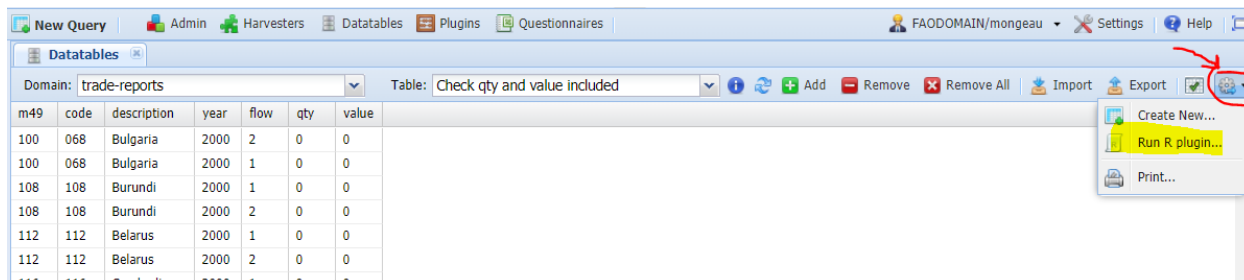 New Query Admin Harvesters Datatables Plugins Questionnaires FAODOMAIN/mongeau Settings Help
Datatables
Domain: trade-reports Table: Check qty and value included Add Remove Remove All Import Export
m49 code description year flow qty value
Create New...
100 068 Bulgaria 2000 2 0 0
Run R plugin...
100 068 Bulgaria 2000 1 0 0
108 108 Burundi 2000 1 0 0
Print...
108 108 Burundi 2000 2 0 0
112 112 Belarus 2000 1 0 0
112 112 Belarus 2000 2 0 0